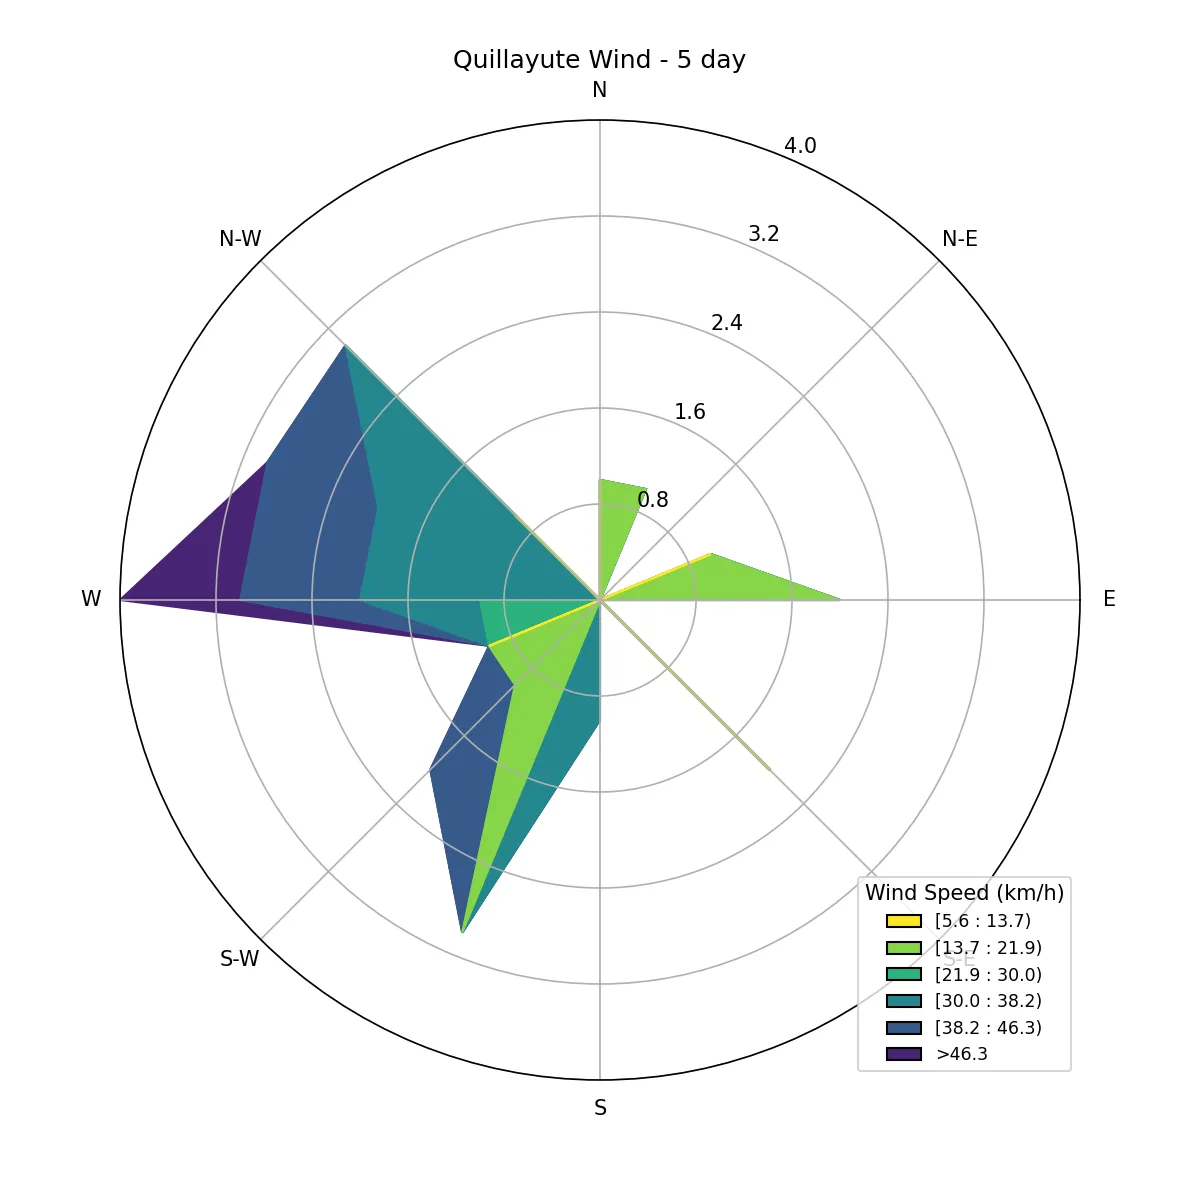 Quillayute Wind - 5 day
N
4.0
N-W
3.2
N-E
2.4
1.6
0.8
W
E
Wind Speed (km/h)
[5.6 : 13.7)
[13.7 : 21.9)
S-W
S-E
[21.9 : 30.0)
[30.0 : 38.2)
[38.2 : 46.3)
>46.3
S